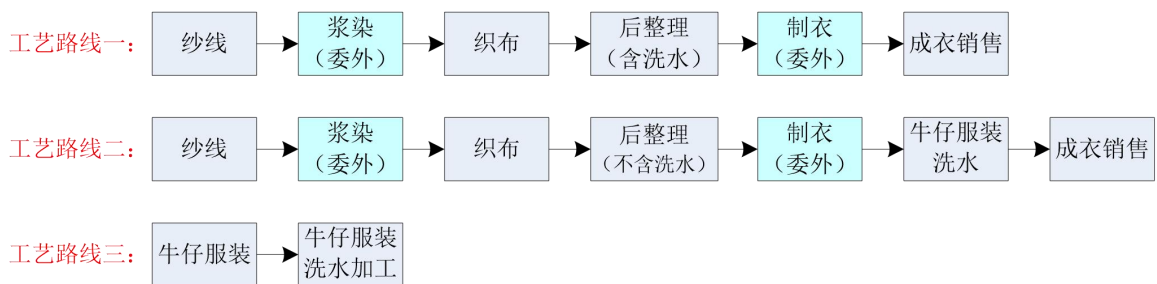 工艺路线一：
纱线
浆染
（委外）
织布
后整理
（含洗水）
制衣
（委外）
成衣销售
工艺路线二：
纱线
浆染
（委外）
织布
后整理
（不含洗水）
制衣
（委外）
牛仔服装
洗水
成衣销售
工艺路线三：
牛仔服装
牛仔服装
洗水加工